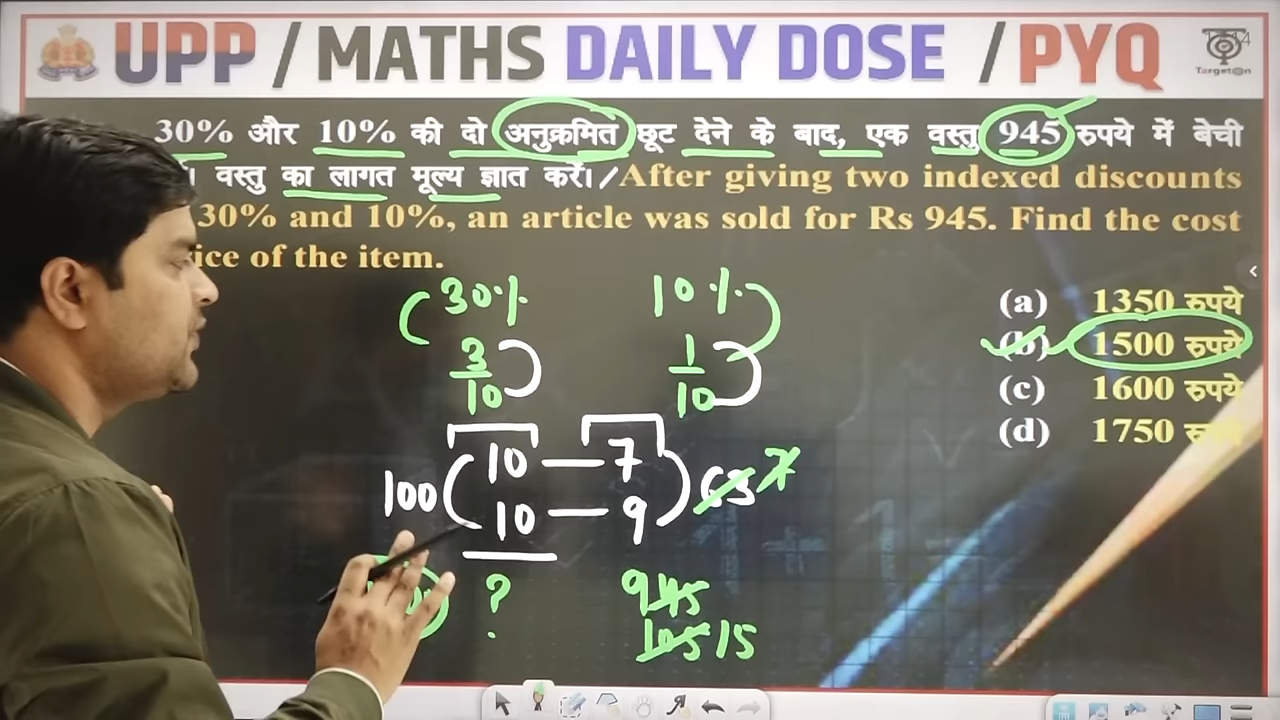 UPP / MATHS DAILY DOSE / PYQ
Target@n
30% और 10% की दो अनुक्रमित छूट देने के बाद, एक वस्तु 945 रुपये में बेची
वस्तु का लागत मूल्य ज्ञात करें। / After giving two indexed discounts
30% and 10%, an article was sold for Rs 945. Find the cost
ice of the item.
(a) 1350 रुपये
(b) 1500 रुपये
(c) 1600 रुपये
(d) 1750 रुपये
30% 10%
3/10 1/10
10 — 7
100 ( 10 — 9 ) 63 7
? 945
105 15